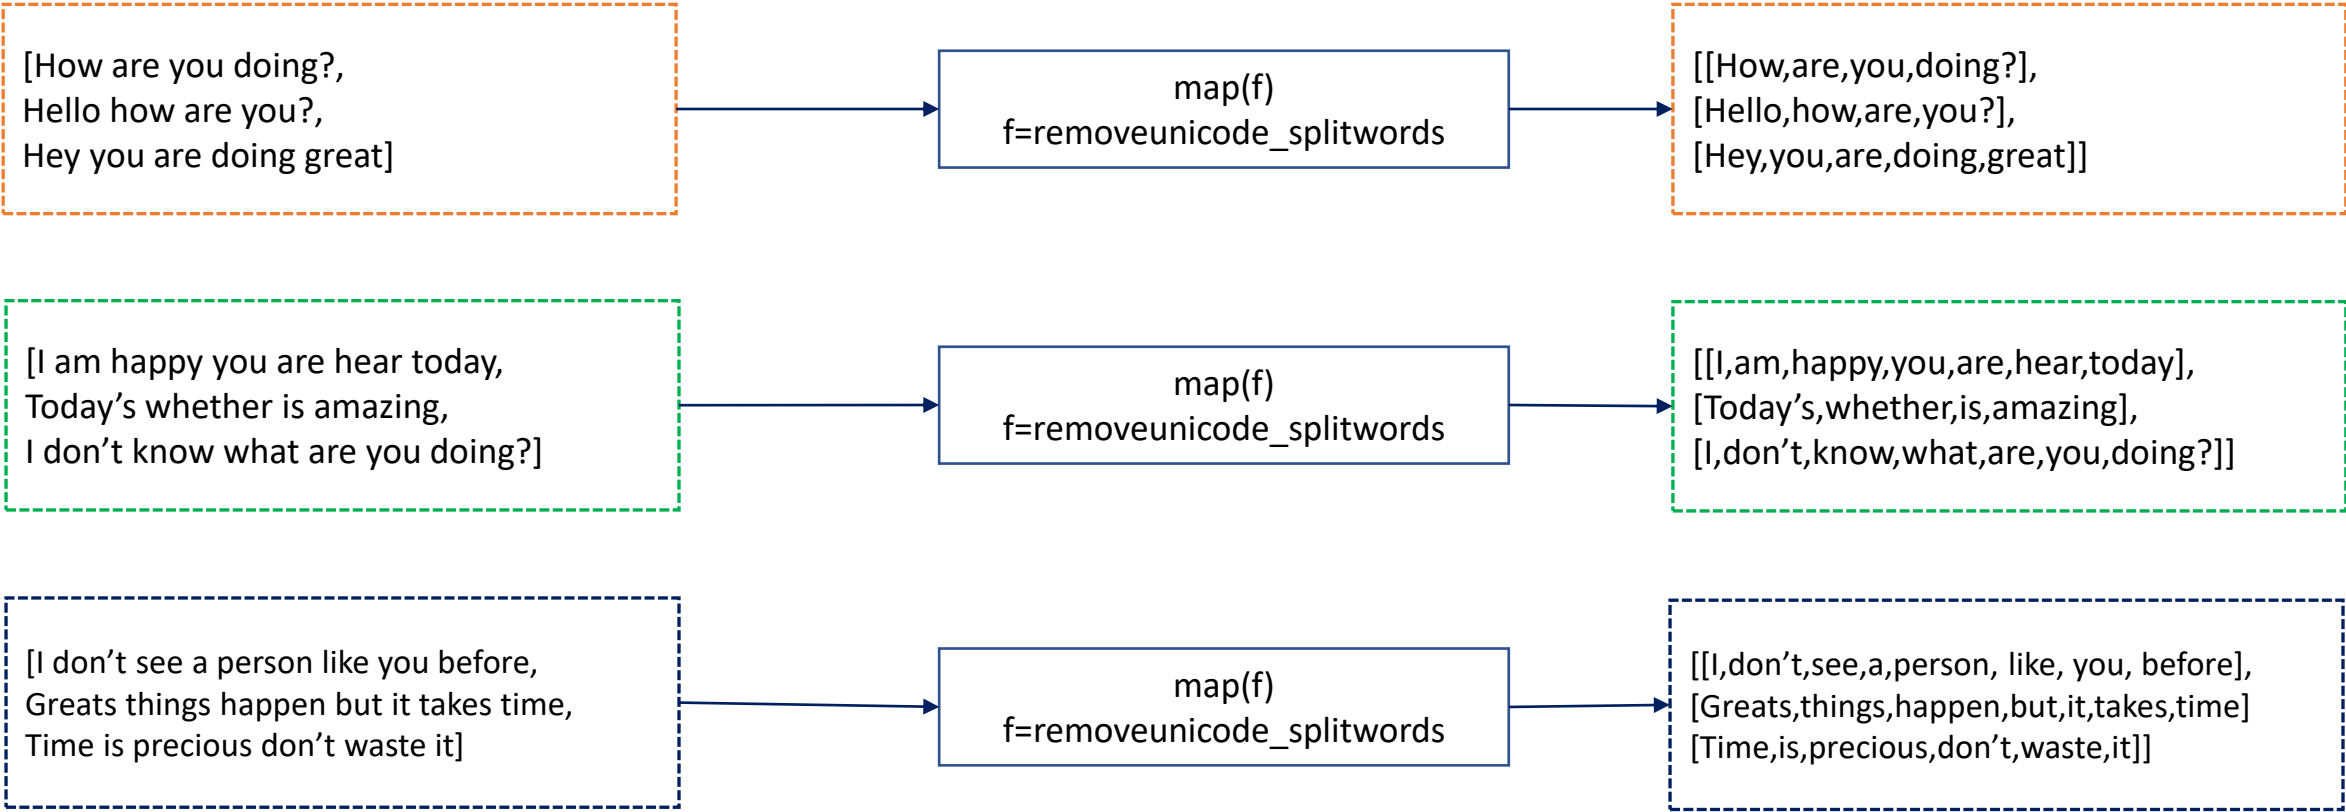 [How are you doing?,
Hello how are you?,
Hey you are doing great]
map(f)
f=removeunicode_splitwords
[[How,are,you,doing?],
[Hello,how,are,you?],
[Hey,you,are,doing,great]]
[I am happy you are hear today,
Today’s whether is amazing,
I don’t know what are you doing?]
map(f)
f=removeunicode_splitwords
[[I,am,happy,you,are,hear,today],
[Today’s,whether,is,amazing],
[I,don’t,know,what,are,you,doing?]]
[I don’t see a person like you before,
Greats things happen but it takes time,
Time is precious don’t waste it]
map(f)
f=removeunicode_splitwords
[[I,don’t,see,a,person, like, you, before],
[Greats,things,happen,but,it,takes,time]
[Time,is,precious,don’t,waste,it]]